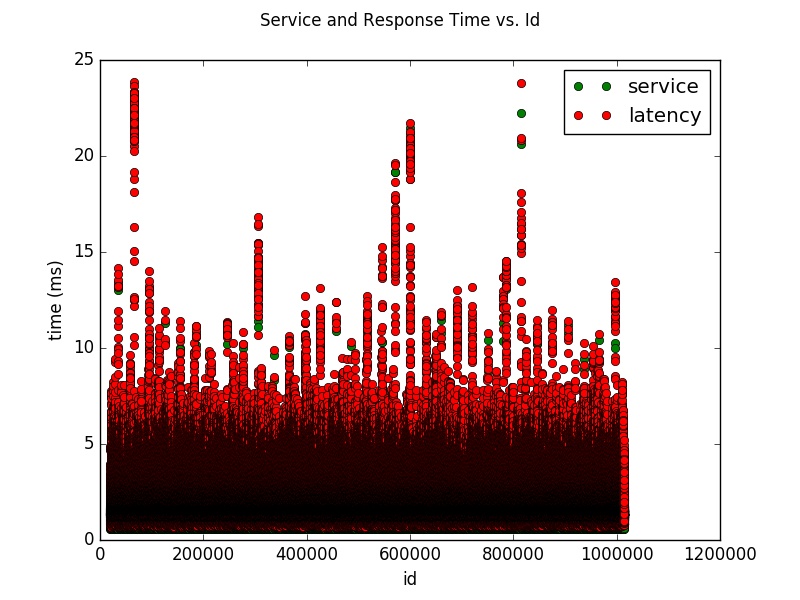 Service and Response Time vs. Id
25
20
15
10
5
0
time (ms)
service
latency
0 200000 400000 600000 800000 1000000 1200000
id